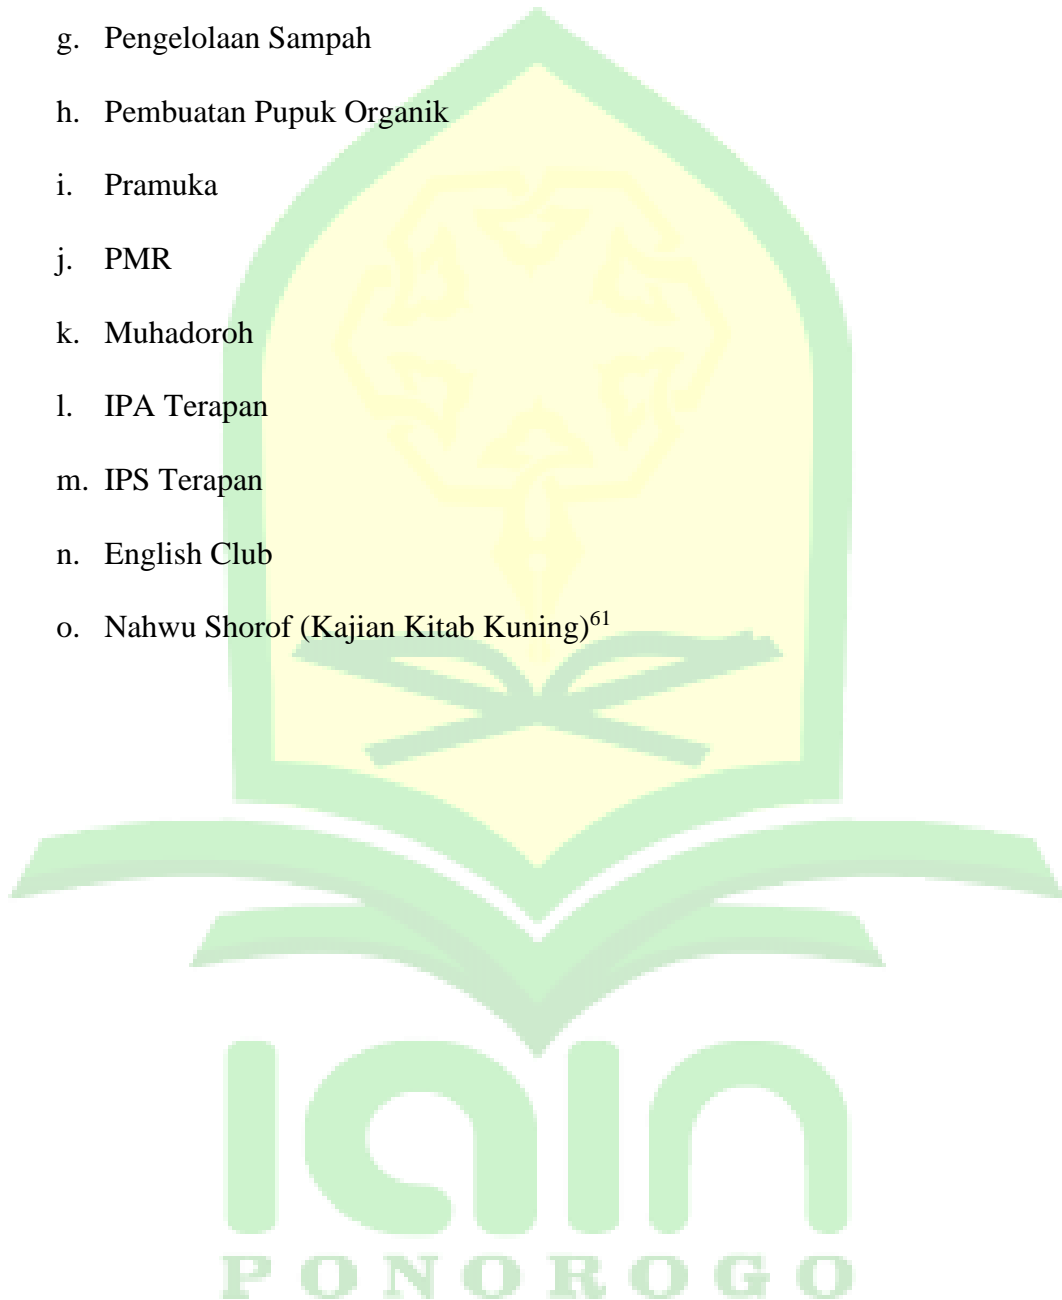 g. Pengelolaan Sampah
h. Pembuatan Pupuk Organik
i. Pramuka
j. PMR
k. Muhadoroh
l. IPA Terapan
m. IPS Terapan
n. English Club
o. Nahwu Shorof (Kajian Kitab Kuning)61
iain
PONOROGO